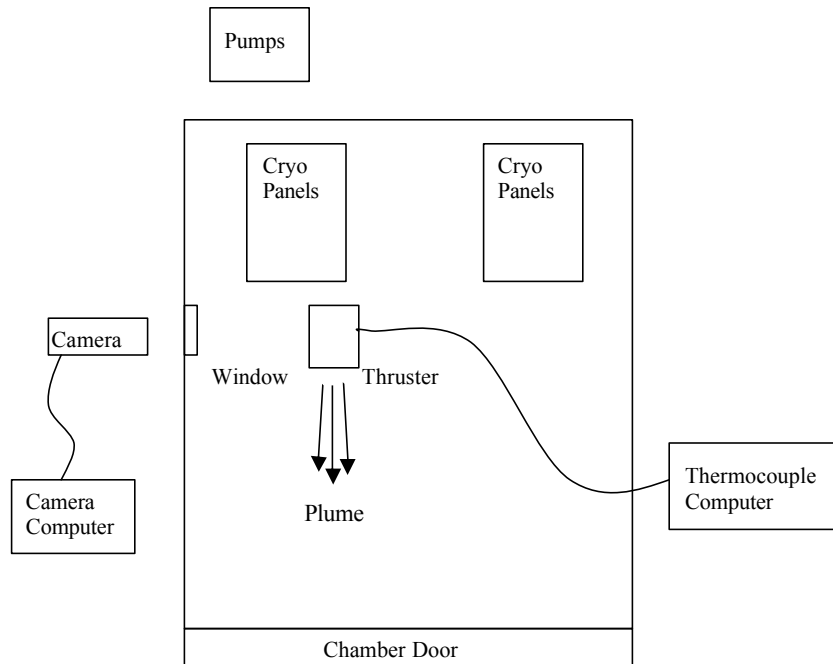 Pumps
Cryo
Panels
Cryo
Panels
Camera
Window
Thruster
Camera
Computer
Plume
Thermocouple
Computer
Chamber Door